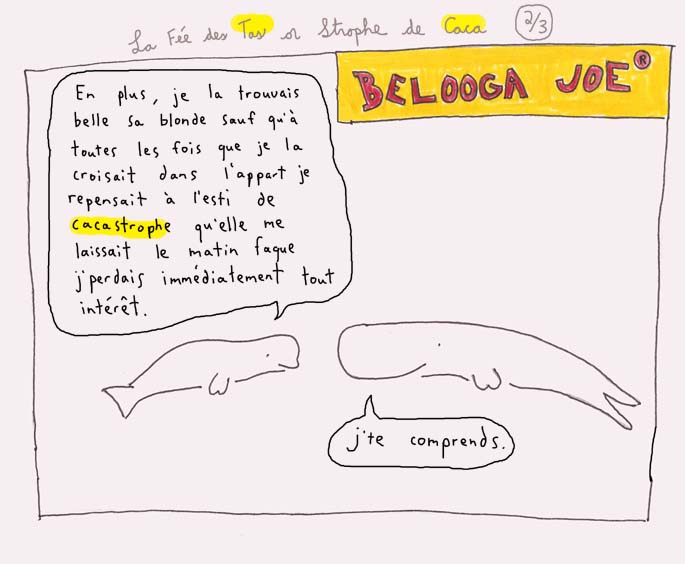 La Fée des Tas or Strophe de Caca 2/3
BELOOGA JOE®
En plus, je la trouvais
belle sa blonde sauf qu'à
toutes les fois que je la
croisait dans l'appart je
repensait à l'esti de
cacastrophe qu'elle me
laissait le matin faque
j'perdais immédiatement tout
intérêt.
j'te comprends.